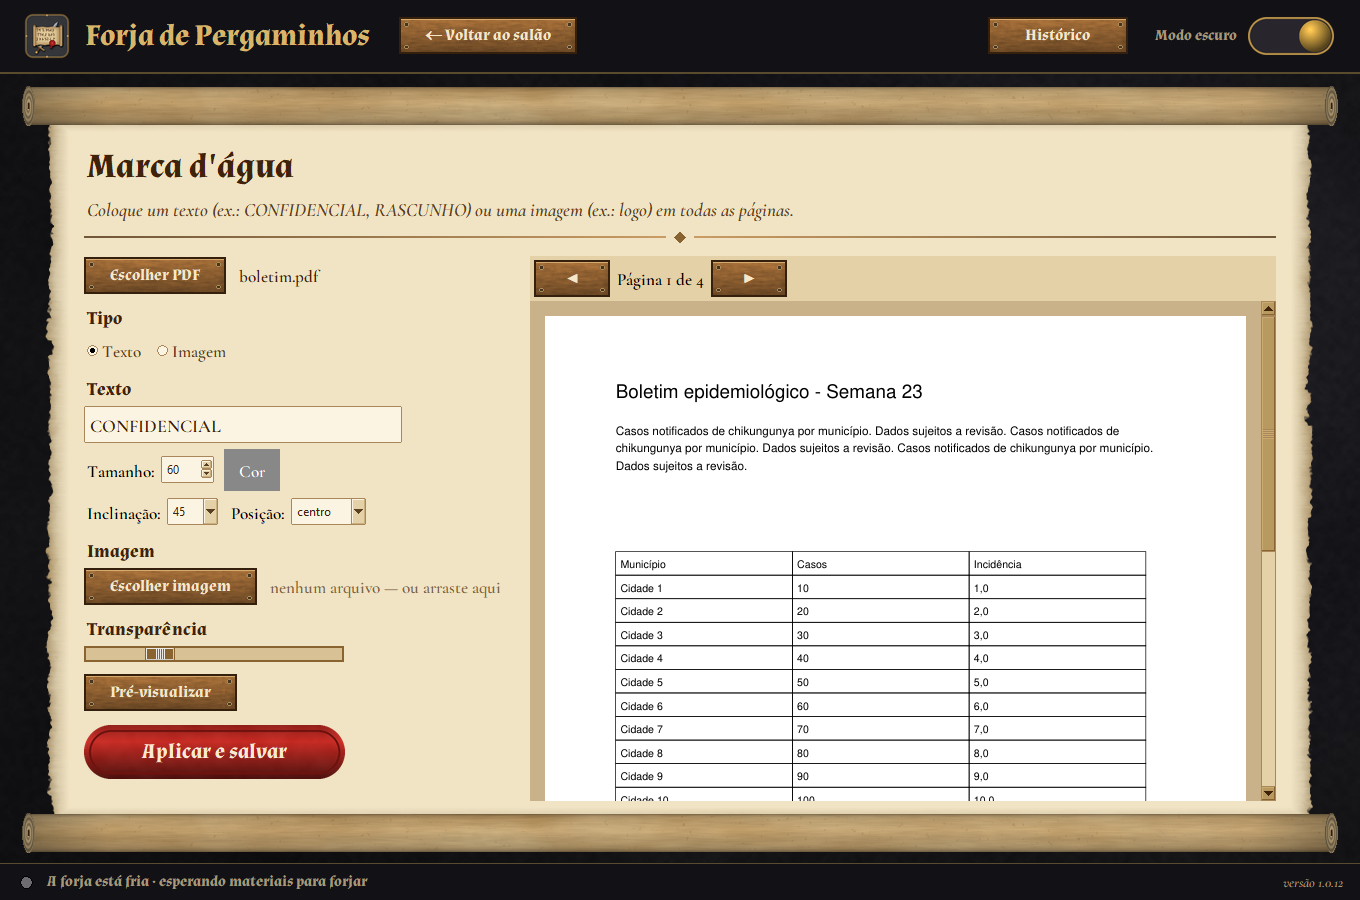 Forja de Pergaminhos
← Voltar ao salão
Histórico
Modo escuro
Marca d'água
Coloque um texto (ex.: CONFIDENCIAL, RASCUNHO) ou uma imagem (ex.: logo) em todas as páginas.
Escolher PDF
boletim.pdf
Tipo
Texto
Imagem
Texto
CONFIDENCIAL
Tamanho: 60
Cor
Inclinação: 45
Posição: centro
Imagem
Escolher imagem
nenhum arquivo — ou arraste aqui
Transparência
Pré-visualizar
Aplicar e salvar
◄ Página 1 de 4 ►
Boletim epidemiológico - Semana 23
Casos notificados de chikungunya por município. Dados sujeitos a revisão. Casos notificados de
chikungunya por município. Dados sujeitos a revisão. Casos notificados de chikungunya por município.
Dados sujeitos a revisão.
Município Casos Incidência
Cidade 1 10 1,0
Cidade 2 20 2,0
Cidade 3 30 3,0
Cidade 4 40 4,0
Cidade 5 50 5,0
Cidade 6 60 6,0
Cidade 7 70 7,0
Cidade 8 80 8,0
Cidade 9 90 9,0
Cidade 10 100 10,0
A forja está fria · esperando materiais para forjar
versão 1.0.12